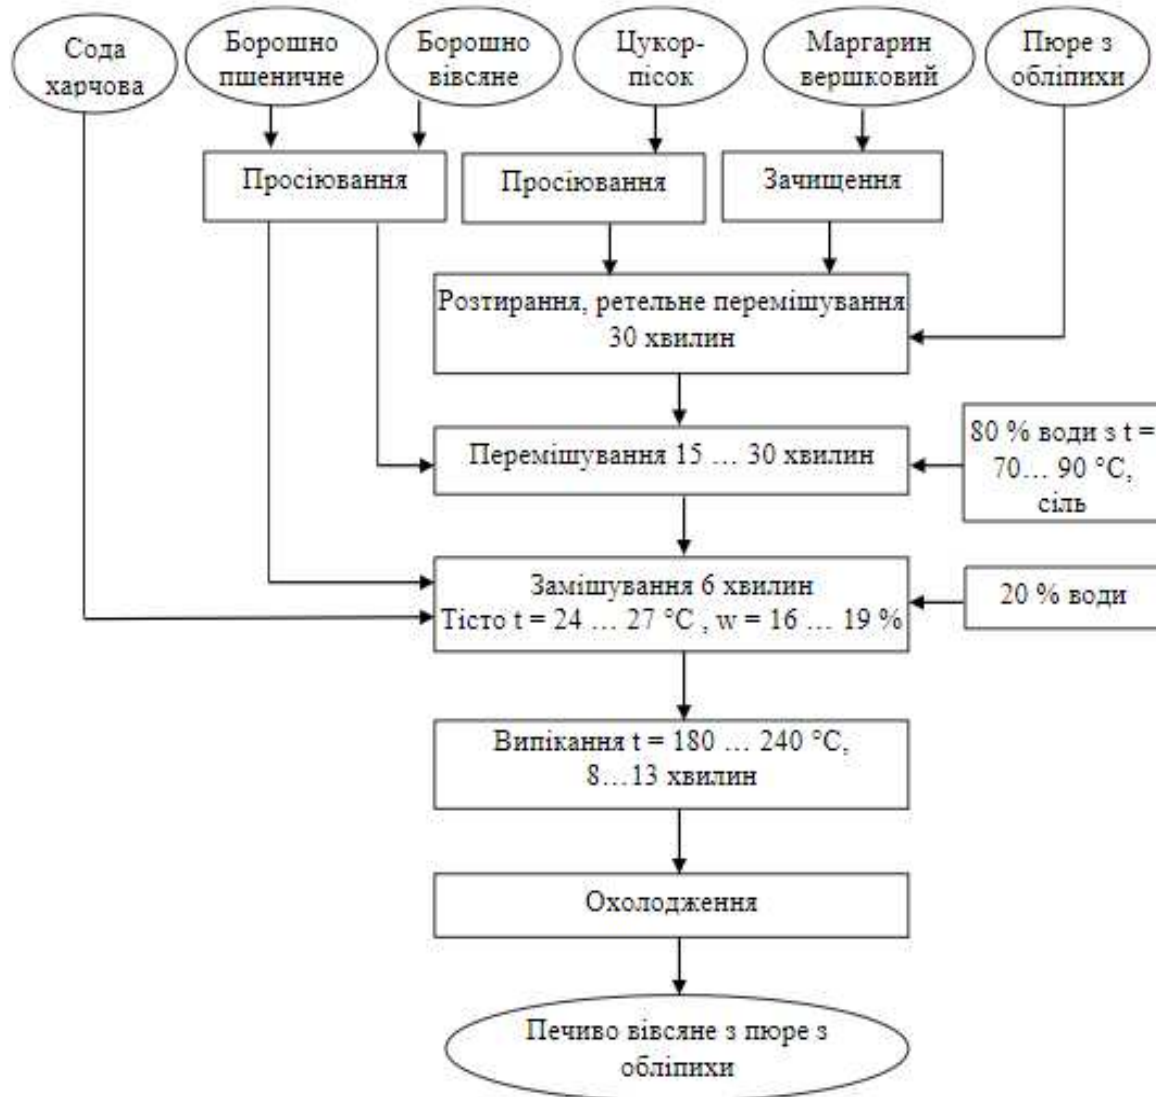 Сода
харчова
Борошно
пшеничне
Борошно
вівсяне
Цукор-
пісок
Маргарин
вершковий
Пюре з
обліпихи
Просіювання
Просіювання
Зачищення
Розтирання, ретельне перемішування
30 хвилин
Перемішування 15 … 30 хвилин
80 % води s t =
70… 90 °C,
сіль
Замішування 6 хвилин
Тісто t = 24 … 27 °C , w = 16 … 19 %
20 % води
Випікання t = 180 … 240 °C,
8…13 хвилин
Охолодження
Печиво вівсяне з пюре з
обліпихи